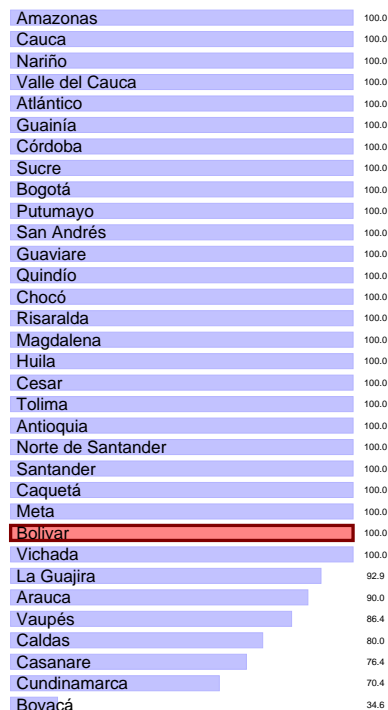 Amazonas 100.0
Cauca 100.0
Nariño 100.0
Valle del Cauca 100.0
Atlántico 100.0
Guainía 100.0
Córdoba 100.0
Sucre 100.0
Bogotá 100.0
Putumayo 100.0
San Andrés 100.0
Guaviare 100.0
Quindío 100.0
Chocó 100.0
Risaralda 100.0
Magdalena 100.0
Huila 100.0
Cesar 100.0
Tolima 100.0
Antioquia 100.0
Norte de Santander 100.0
Santander 100.0
Caquetá 100.0
Meta 100.0
Bolívar 100.0
Vichada 100.0
La Guajira 92.9
Arauca 90.0
Vaupés 86.4
Caldas 80.0
Casanare 76.4
Cundinamarca 70.4
Boyacá 34.6